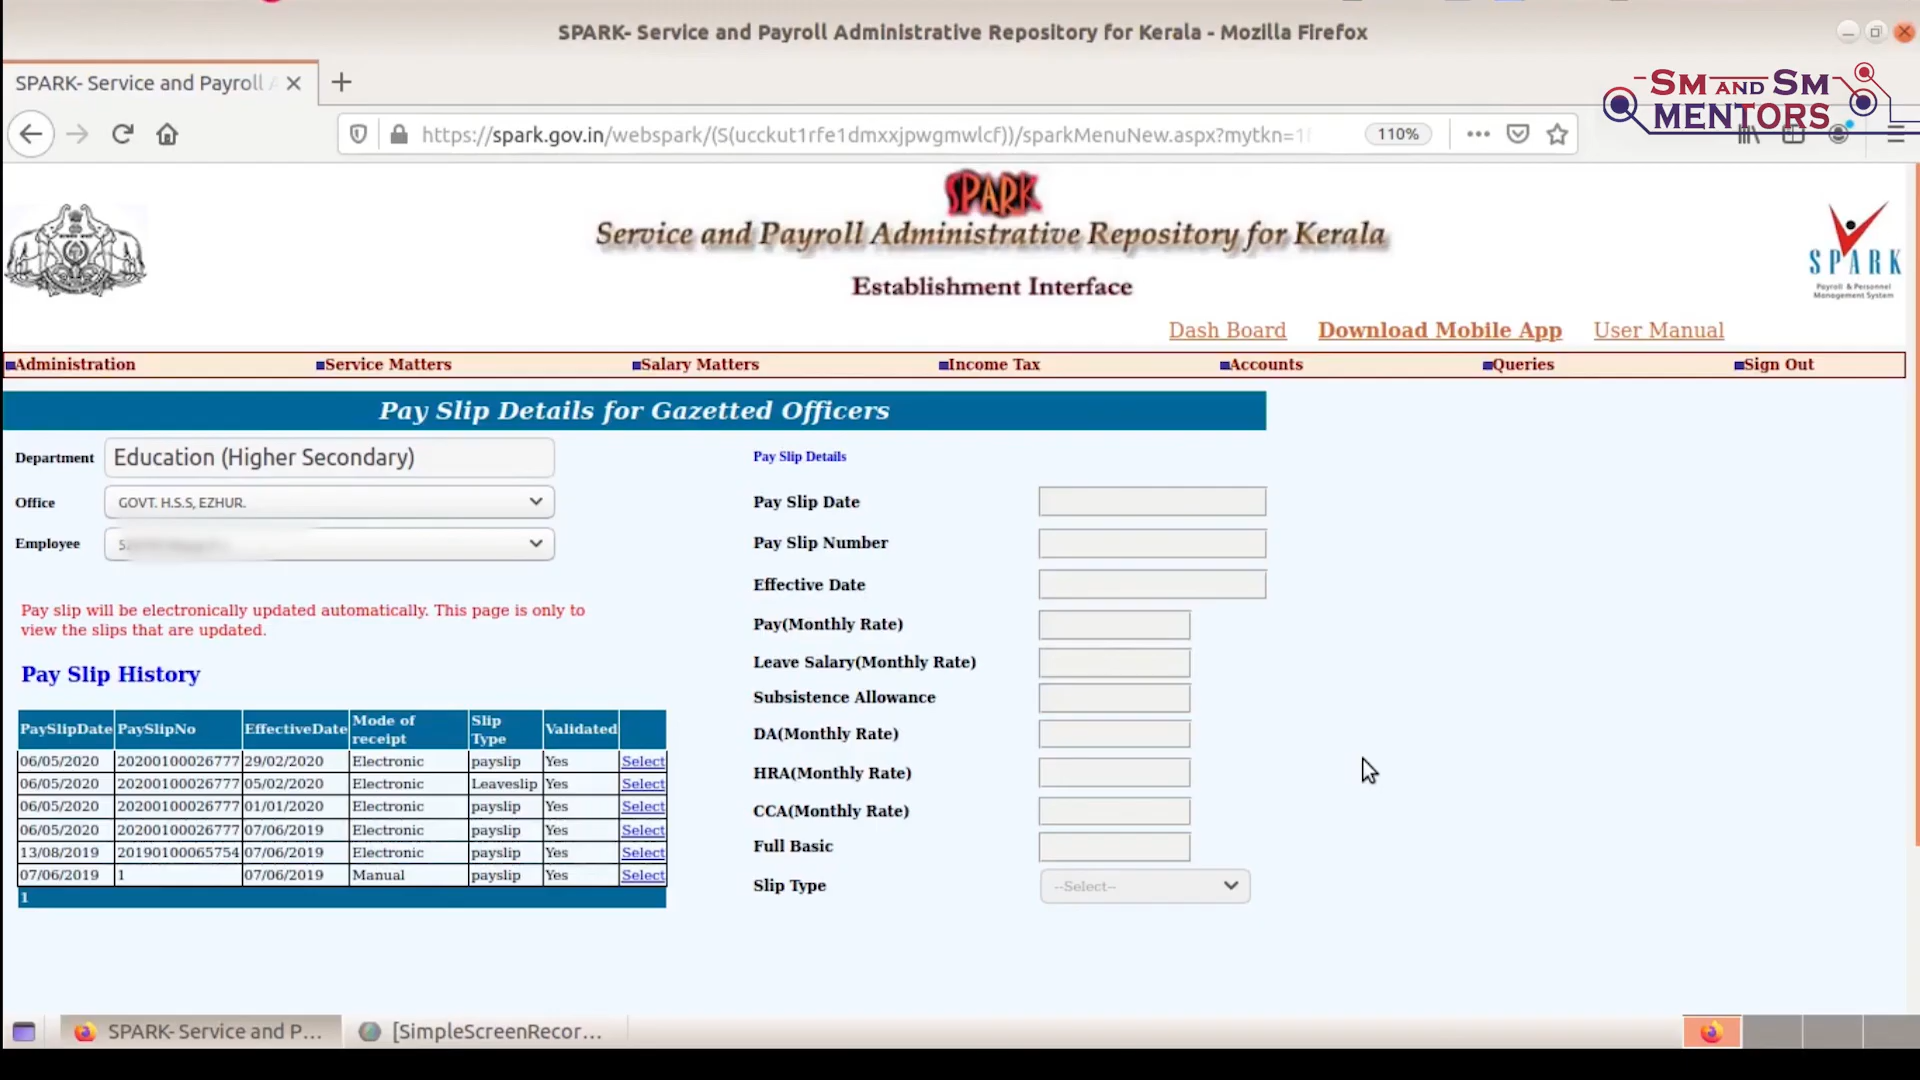 SPARK- Service and Payroll Administrative Repository for Kerala - Mozilla Firefox
SPARK- Service and Payroll
SM AND SM
MENTORS
https://spark.gov.in/webspark/(S(ucckut1rfe1dmxxjpwgmwlcf))/sparkMenuNew.aspx?mytkn=1
110%
SPARK
Service and Payroll Administrative Repository for Kerala
Establishment Interface
SPARK
Payroll & Personnel
Management System
Dash Board Download Mobile App User Manual
Administration Service Matters Salary Matters Income Tax Accounts Queries Sign Out
Pay Slip Details for Gazetted Officers
Department Education (Higher Secondary)
Office GOVT. H.S.S, EZHUR.
Employee
Pay slip will be electronically updated automatically. This page is only to
view the slips that are updated.
Pay Slip History
PaySlipDate PaySlipNo EffectiveDate Mode of receipt Slip Type Validated
06/05/2020 20200100026777 29/02/2020 Electronic payslip Yes Select
06/05/2020 20200100026777 05/02/2020 Electronic Leaveslip Yes Select
06/05/2020 20200100026777 01/01/2020 Electronic payslip Yes Select
06/05/2020 20200100026777 07/06/2019 Electronic payslip Yes Select
13/08/2019 20190100065754 07/06/2019 Electronic payslip Yes Select
07/06/2019 1 07/06/2019 Manual payslip Yes Select
1
Pay Slip Details
Pay Slip Date
Pay Slip Number
Effective Date
Pay(Monthly Rate)
Leave Salary(Monthly Rate)
Subsistence Allowance
DA(Monthly Rate)
HRA(Monthly Rate)
CCA(Monthly Rate)
Full Basic
Slip Type --Select--
SPARK- Service and P...
[SimpleScreenRecor...